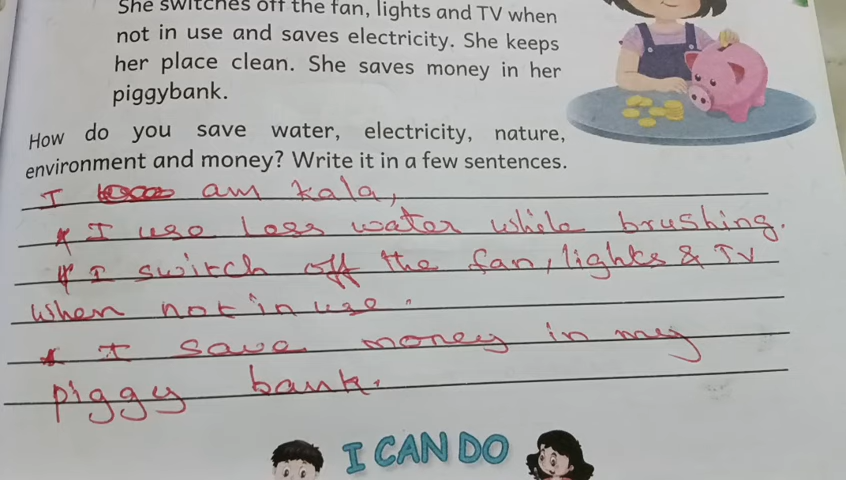 She switches off the fan, lights and TV when
not in use and saves electricity. She keeps
her place clean. She saves money in her
piggybank.
How do you save water, electricity, nature,
environment and money? Write it in a few sentences.
I am kala,
* I use Less water while brushing.
* I switch off the fan, lights & TV
when not in use.
* I save money in my
piggy bank.
I CAN DO